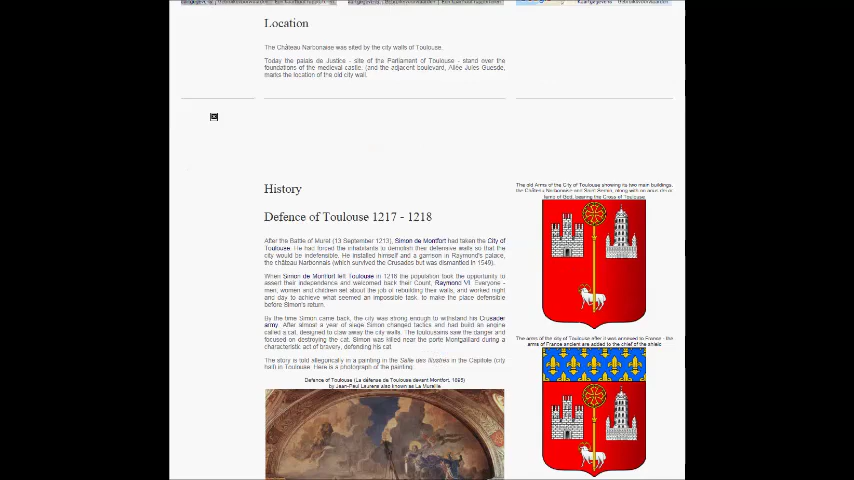 Location
The Château Narbonaise was sited by the city walls of Toulouse.
Today the palais de Justice - site of the Parliament of Toulouse - stand over the
foundations of the medieval castle. (and the adjacent boulevard, Allée Jules Guesde,
marks the location of the old city wall.
History
Defence of Toulouse 1217 - 1218
After the Battle of Muret (13 September 1213), Simon de Montfort had taken the City of
Toulouse. He had forced the inhabitants to demolish their defensive walls so that the
city would be indefensible. He installed himself and a garrison in Raymond's palace,
the château Narbonnais (which survived the Crusades but was dismantled in 1549).
When Simon de Montfort left Toulouse in 1216 the population took the opportunity to
assert their independence and welcomed back their Count, Raymond VI. Everyone -
men, women and children set about the job of rebuilding their walls, and worked night
and day to achieve what seemed an impossible task: to make the place defensible
before Simon's return.
By the time Simon came back, the city was strong enough to withstand his Crusader
army. After almost a year of siege Simon changed tactics and had build an engine
called a cat, designed to claw away the city walls. The toulousains saw the danger and
focused on destroying the cat. Simon was killed near the porte Montgaillard during a
characteristic act of bravery, defending his cat.
The story is told allegorically in a painting in the Salle des Illustres in the Capitole (city
hall) in Toulouse. Here is a photograph of the painting.
Defence of Toulouse (La défense de Toulouse devant Montfort, 1895)
by Jean-Paul Laurens also known as La Muraille.
The old Arms of the City of Toulouse showing its two main buildings,
the Château Narbonaise and Saint Sernin, along with an
lamb of God, bearing the Cross of Toulouse
The arms of the city of Toulouse after it was annexed to France - the
arms of France ancient are added to the chief of the shield